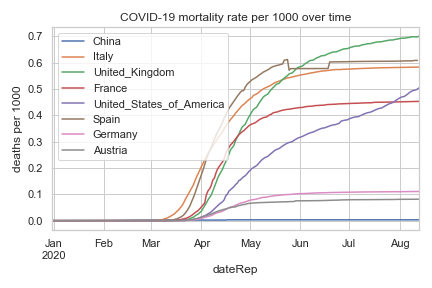 COVID-19 mortality rate per 1000 over time
0.7
0.6
0.5
0.4
0.3
0.2
0.1
0.0
deaths per 1000
China
Italy
United_Kingdom
France
United_States_of_America
Spain
Germany
Austria
Jan Feb Mar Apr May Jun Jul Aug
2020
dateRep